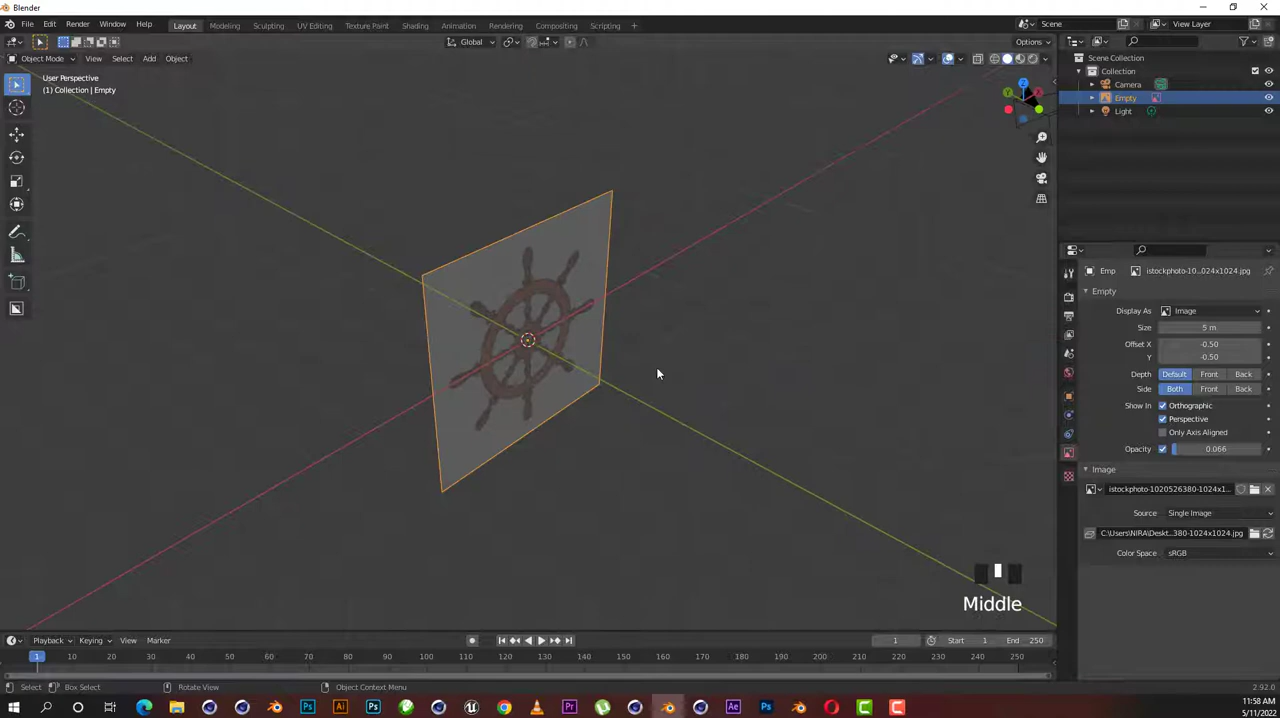 Blender
File Edit Render Window Help Layout Modeling Sculpting UV Editing Texture Paint Shading Animation Rendering Compositing Scripting + Scene View Layer
Global Options
Object Mode View Select Add Object
User Perspective
(1) Collection | Empty
Scene Collection
Collection
Camera
Empty
Light
Z
Y
Emp istockphoto-10...024x1024.jpg
Empty
Display As Image
Size 5 m
Offset X -0.50
Y -0.50
Depth Default Front Back
Side Both Front Back
Show In Orthographic
Perspective
Only Axis Aligned
Opacity 0.066
Image
istockphoto-1020526380-1024x1...
Source Single Image
C:\Users\NIRA\Deskt...380-1024x1024.jpg
Color Space sRGB
Middle
Playback Keying View Marker 1 Start 1 End 250
1 10 20 30 40 50 60 70 80 90 100 110 120 130 140 150 160 170 180 190 200 210 220 230 240 250
Select Box Select Rotate View Object Context Menu 2.92.0
Ps Ai Ps Pr Ae Ps
11:58 AM
5/11/2022